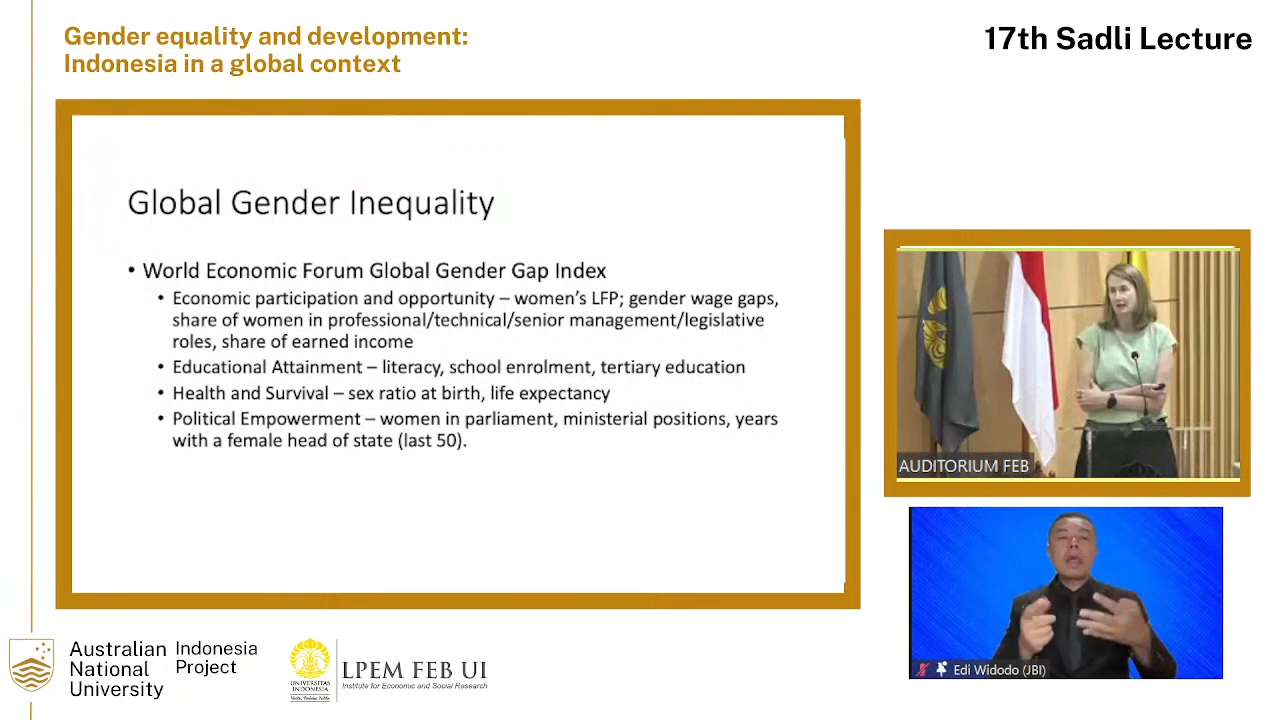 Gender equality and development:
Indonesia in a global context
17th Sadli Lecture
Global Gender Inequality
• World Economic Forum Global Gender Gap Index
• Economic participation and opportunity – women's LFP; gender wage gaps,
share of women in professional/technical/senior management/legislative
roles, share of earned income
• Educational Attainment – literacy, school enrolment, tertiary education
• Health and Survival – sex ratio at birth, life expectancy
• Political Empowerment – women in parliament, ministerial positions, years
with a female head of state (last 50).
AUDITORIUM FEB
Edi Widodo (JBI)
Australian
National
University
Indonesia
Project
UNIVERSITAS
INDONESIA
LPEM FEB UI
Institute for Economic and Social Research